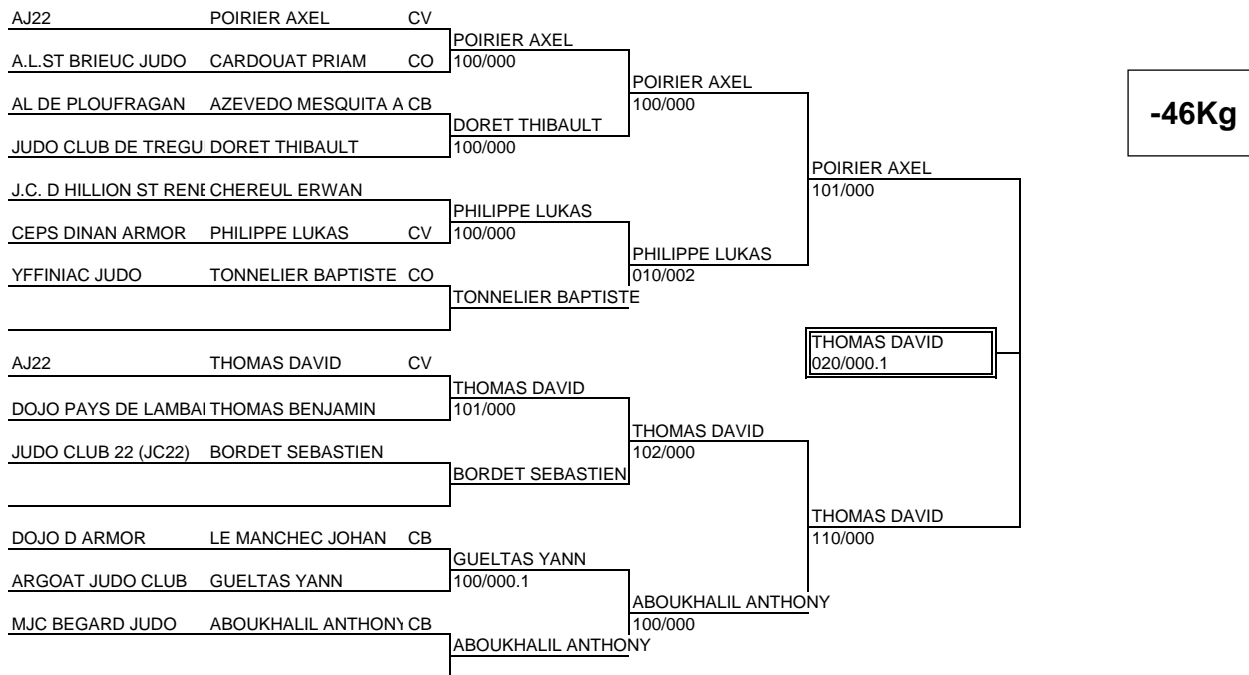 AJ22 POIRIER AXEL CV
POIRIER AXEL
A.L.ST BRIEUC JUDO CARDOUAT PRIAM CO 100/000
POIRIER AXEL
AL DE PLOUFRAGAN AZEVEDO MESQUITA A CB 100/000
-46Kg
DORET THIBAULT
JUDO CLUB DE TREGU DORET THIBAULT 100/000
POIRIER AXEL
J.C. D HILLION ST RENE CHEREUL ERWAN 101/000
PHILIPPE LUKAS
CEPS DINAN ARMOR PHILIPPE LUKAS CV 100/000
PHILIPPE LUKAS
YFFINIAC JUDO TONNELIER BAPTISTE CO 010/002
TONNELIER BAPTISTE
THOMAS DAVID
AJ22 THOMAS DAVID CV 020/000.1
THOMAS DAVID
DOJO PAYS DE LAMBAL THOMAS BENJAMIN 101/000
THOMAS DAVID
JUDO CLUB 22 (JC22) BORDET SEBASTIEN 102/000
BORDET SEBASTIEN
THOMAS DAVID
DOJO D ARMOR LE MANCHEC JOHAN CB 110/000
GUELTAS YANN
ARGOAT JUDO CLUB GUELTAS YANN 100/000.1
ABOUKHALIL ANTHONY
MJC BEGARD JUDO ABOUKHALIL ANTHONY CB 100/000
ABOUKHALIL ANTHONY